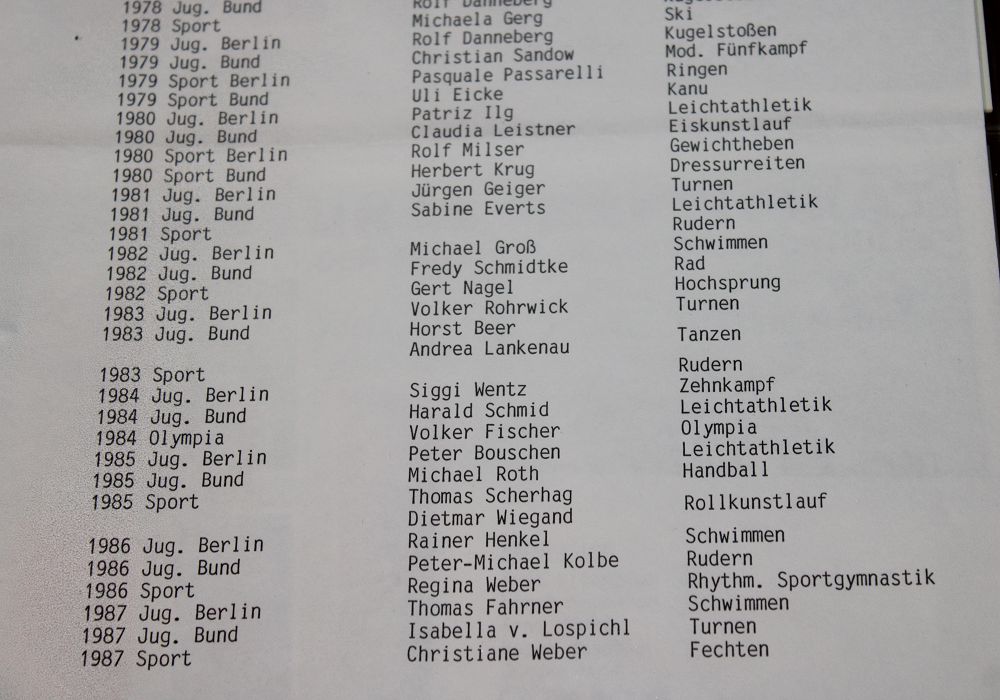 1978 Jug. Bund Rolf Danneberg
1978 Sport Michaela Gerg Ski
1979 Jug. Berlin Rolf Danneberg Kugelstoßen
1979 Jug. Bund Christian Sandow Mod. Fünfkampf
1979 Sport Berlin Pasquale Passarelli Ringen
1979 Sport Bund Uli Eicke Kanu
1980 Jug. Berlin Patriz Ilg Leichtathletik
1980 Jug. Bund Claudia Leistner Eiskunstlauf
1980 Sport Berlin Rolf Milser Gewichtheben
1980 Sport Bund Herbert Krug Dressurreiten
1981 Jug. Berlin Jürgen Geiger Turnen
1981 Jug. Bund Sabine Everts Leichtathletik
1981 Sport Rudern
1982 Jug. Berlin Michael Groß Schwimmen
1982 Jug. Bund Fredy Schmidtke Rad
1982 Sport Gert Nagel Hochsprung
1983 Jug. Berlin Volker Rohrwick Turnen
1983 Jug. Bund Horst Beer Tanzen
Andrea Lankenau
1983 Sport Rudern
1984 Jug. Berlin Siggi Wentz Zehnkampf
1984 Jug. Bund Harald Schmid Leichtathletik
1984 Olympia Volker Fischer Olympia
1985 Jug. Berlin Peter Bouschen Leichtathletik
1985 Jug. Bund Michael Roth Handball
1985 Sport Thomas Scherhag Rollkunstlauf
Dietmar Wiegand
1986 Jug. Berlin Rainer Henkel Schwimmen
1986 Jug. Bund Peter-Michael Kolbe Rudern
1986 Sport Regina Weber Rhythm. Sportgymnastik
1987 Jug. Berlin Thomas Fahrner Schwimmen
1987 Jug. Bund Isabella v. Lospichl Turnen
1987 Sport Christiane Weber Fechten